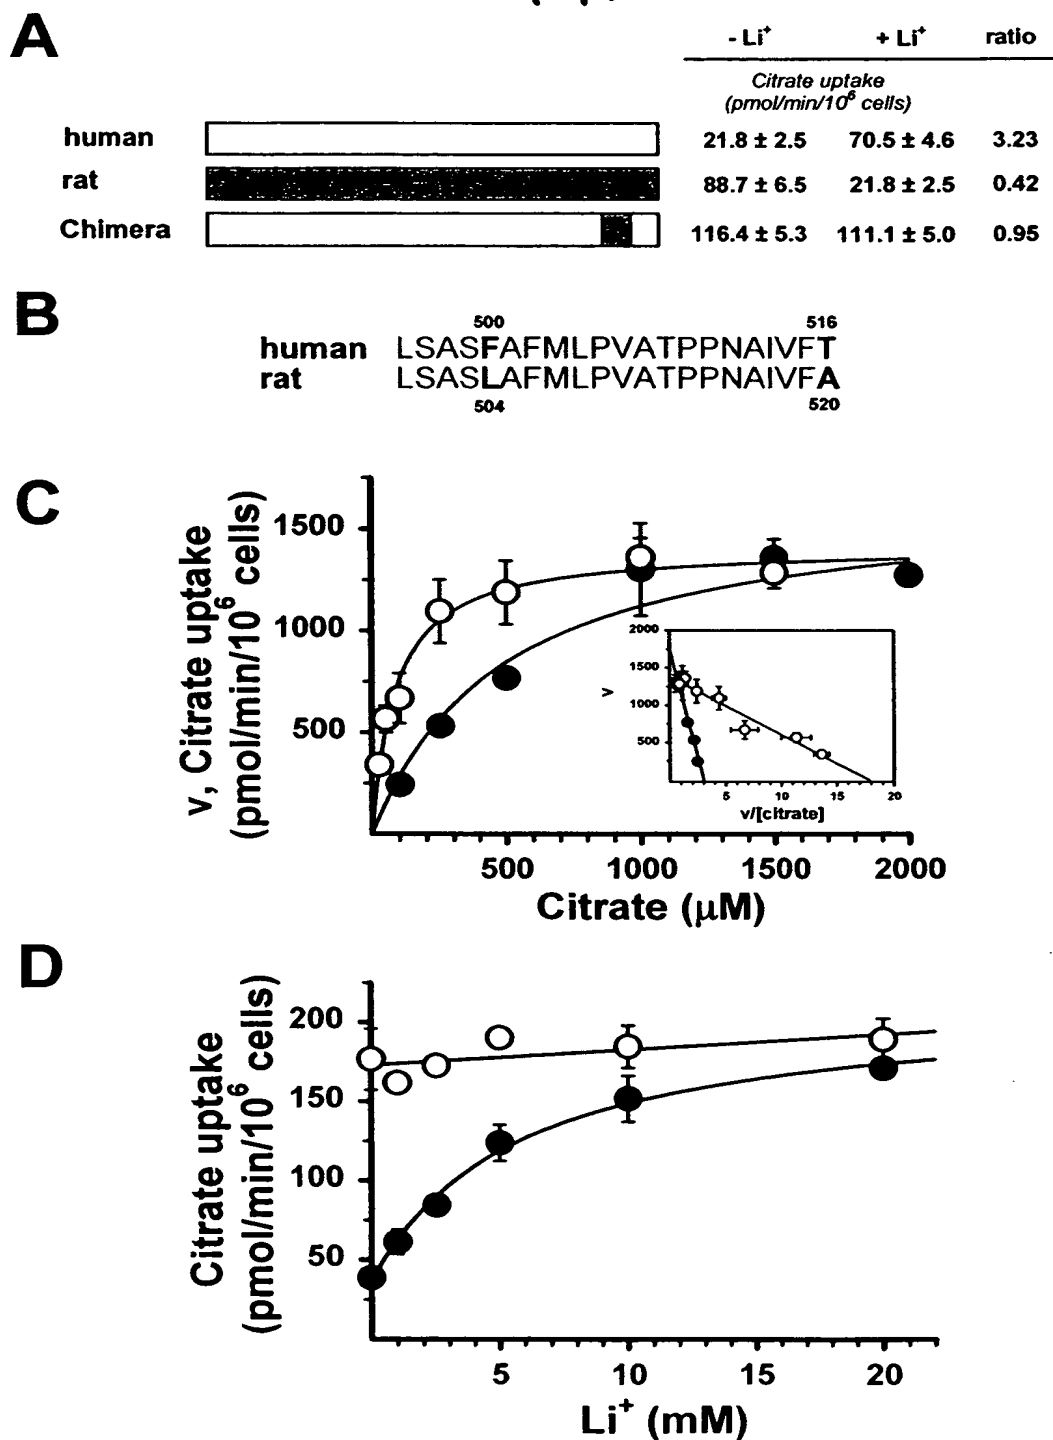 A
- Li⁺ + Li⁺ ratio
Citrate uptake
(pmol/min/10⁶ cells)
human 21.8 ± 2.5 70.5 ± 4.6 3.23
rat 88.7 ± 6.5 21.8 ± 2.5 0.42
Chimera 116.4 ± 5.3 111.1 ± 5.0 0.95
B
500 516
human LSASFAFMLPVATPPNAIVFT
rat LSASLAFMLPVATPPNAIVFA
504 520
C
v, Citrate uptake
(pmol/min/10⁶ cells)
1500
1000
500
500 1000 1500 2000
Citrate (µM)
v
2000
1500
1000
500
5 10 15 20
v/[citrate]
D
Citrate uptake
(pmol/min/10⁶ cells)
200
150
100
50
5 10 15 20
Li⁺ (mM)